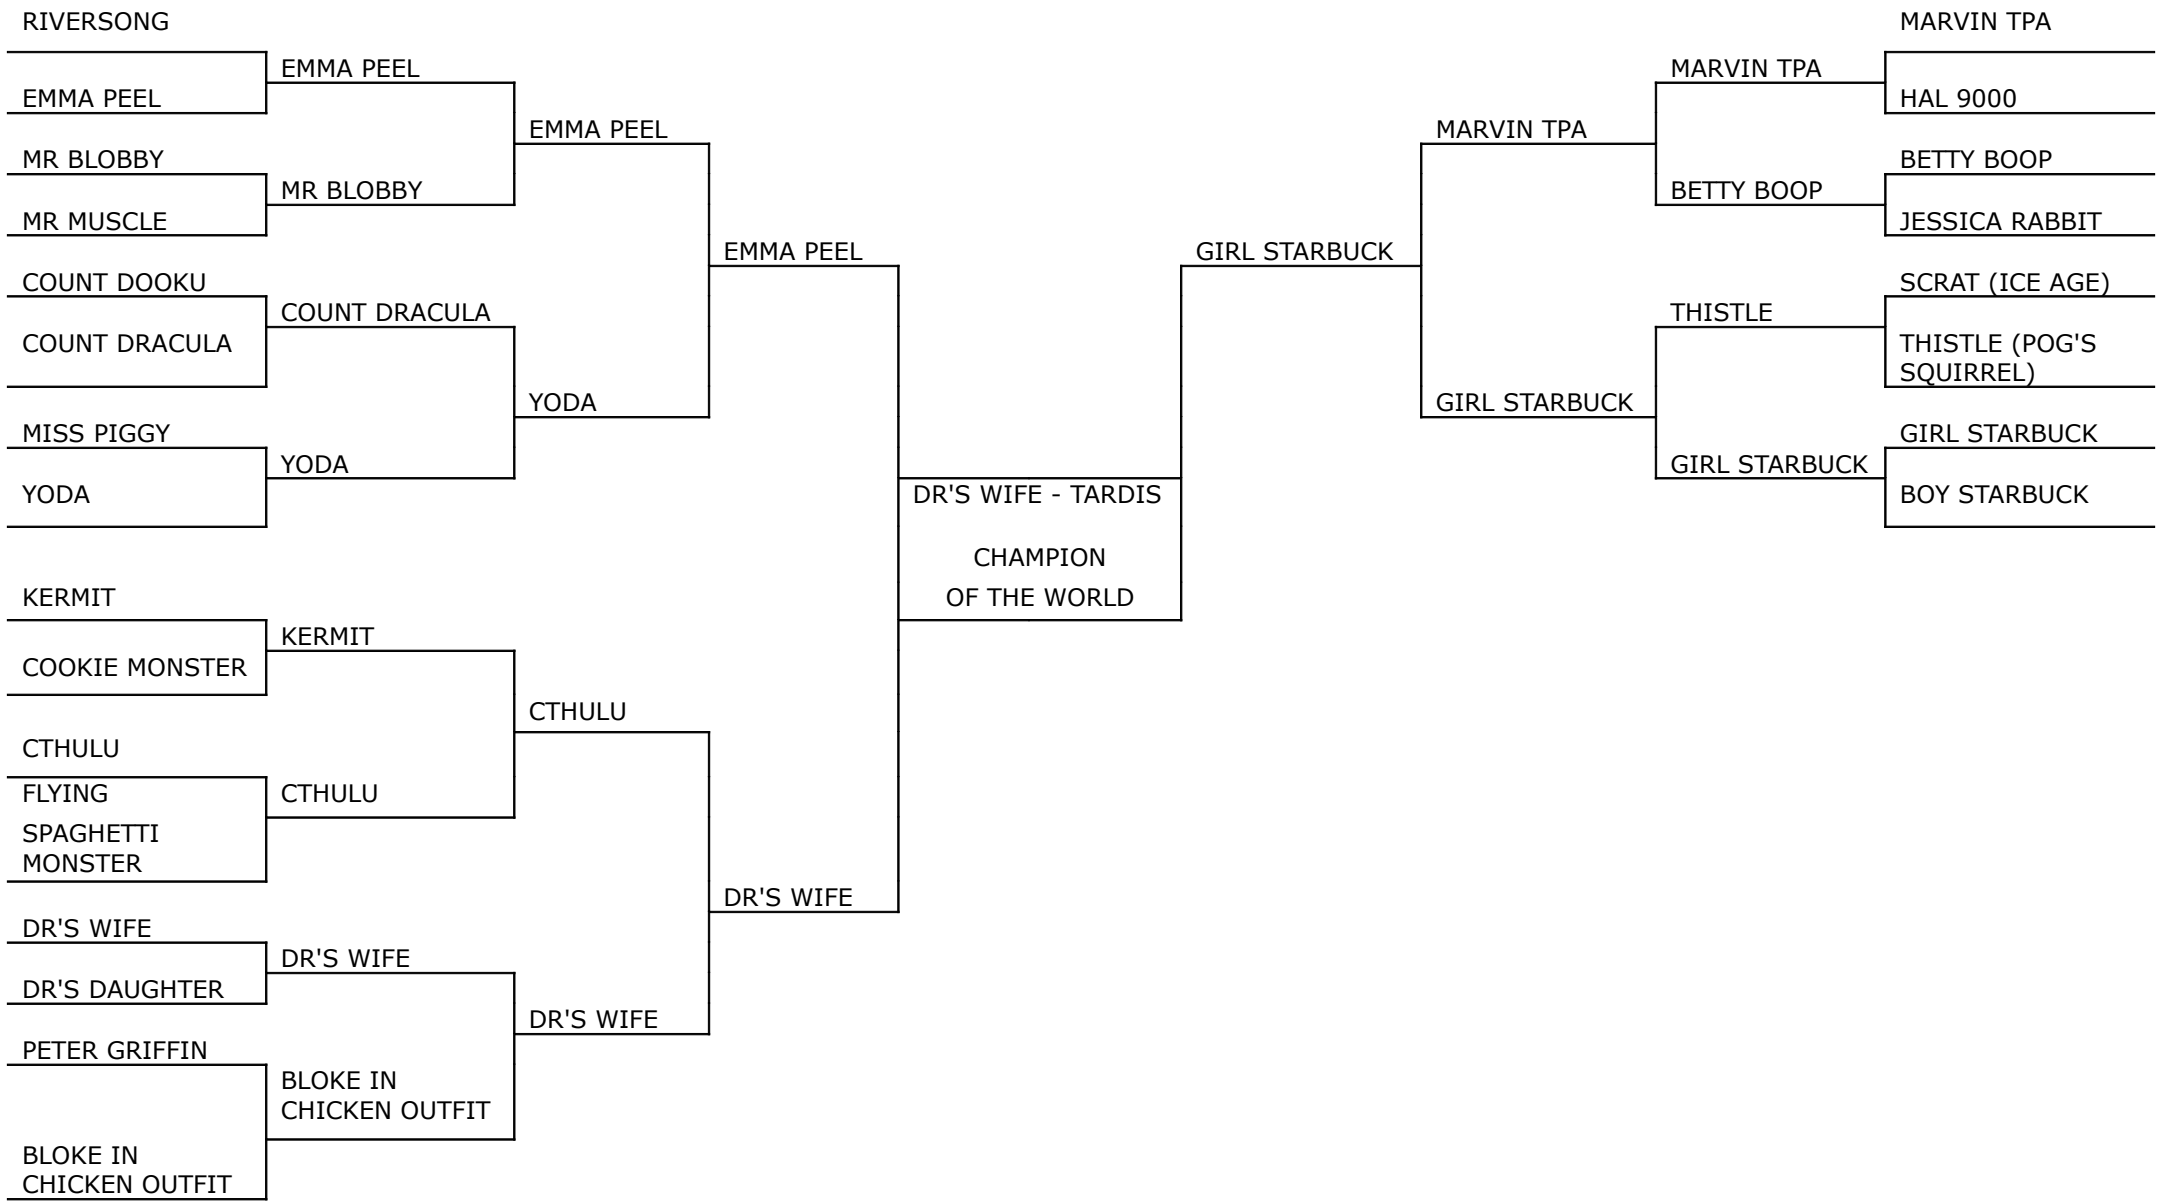 RIVERSONG
EMMA PEEL
MR BLOBBY
MR MUSCLE
COUNT DOOKU
COUNT DRACULA
MISS PIGGY
YODA
KERMIT
COOKIE MONSTER
CTHULU
FLYING
SPAGHETTI
MONSTER
DR'S WIFE
DR'S DAUGHTER
PETER GRIFFIN
BLOKE IN
CHICKEN OUTFIT
EMMA PEEL
MR BLOBBY
COUNT DRACULA
YODA
KERMIT
CTHULU
DR'S WIFE
BLOKE IN
CHICKEN OUTFIT
EMMA PEEL
YODA
CTHULU
DR'S WIFE
EMMA PEEL
DR'S WIFE
DR'S WIFE - TARDIS
CHAMPION
OF THE WORLD
GIRL STARBUCK
MARVIN TPA
GIRL STARBUCK
MARVIN TPA
BETTY BOOP
THISTLE
GIRL STARBUCK
MARVIN TPA
HAL 9000
BETTY BOOP
JESSICA RABBIT
SCRAT (ICE AGE)
THISTLE (POG'S
SQUIRREL)
GIRL STARBUCK
BOY STARBUCK